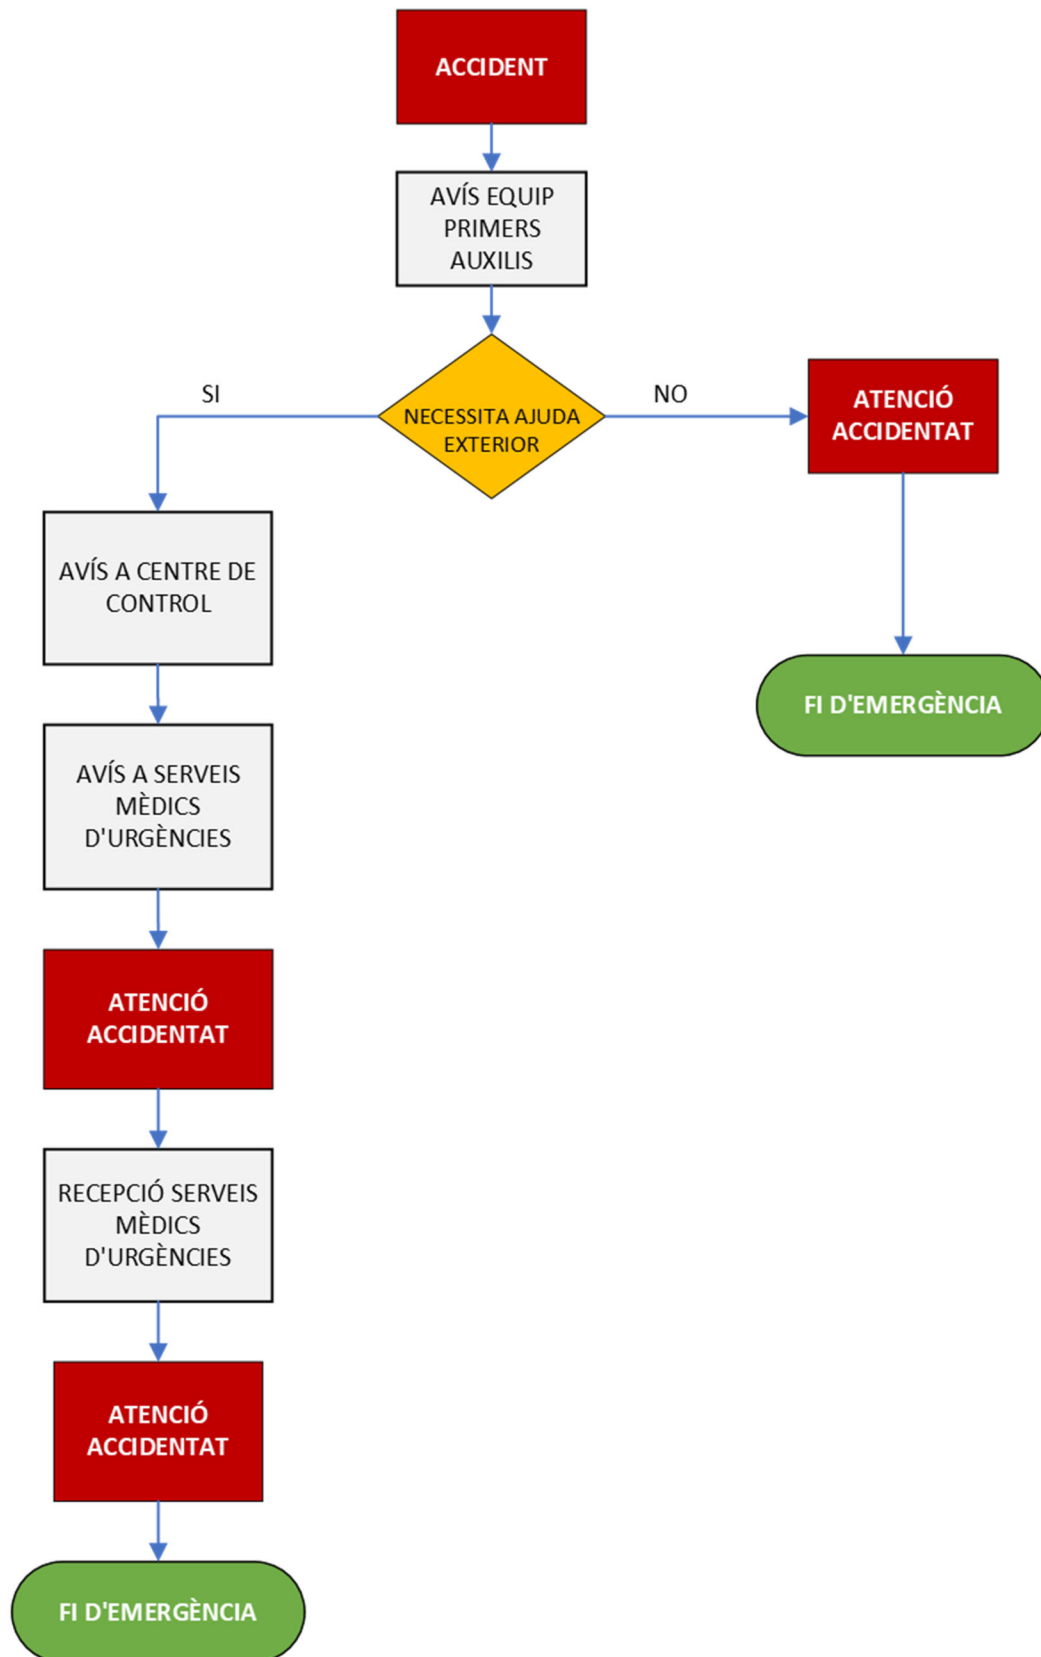 ACCIDENT
AVÍS EQUIP
PRIMERS
AUXILIS
SI
NECESSITA AJUDA
EXTERIOR
NO
ATENCIÓ
ACCIDENTAT
FI D'EMERGÈNCIA
AVÍS A CENTRE DE
CONTROL
AVÍS A SERVEIS
MÈDICS
D'URGÈNCIES
ATENCIÓ
ACCIDENTAT
RECEPCIÓ SERVEIS
MÈDICS
D'URGÈNCIES
ATENCIÓ
ACCIDENTAT
FI D'EMERGÈNCIA